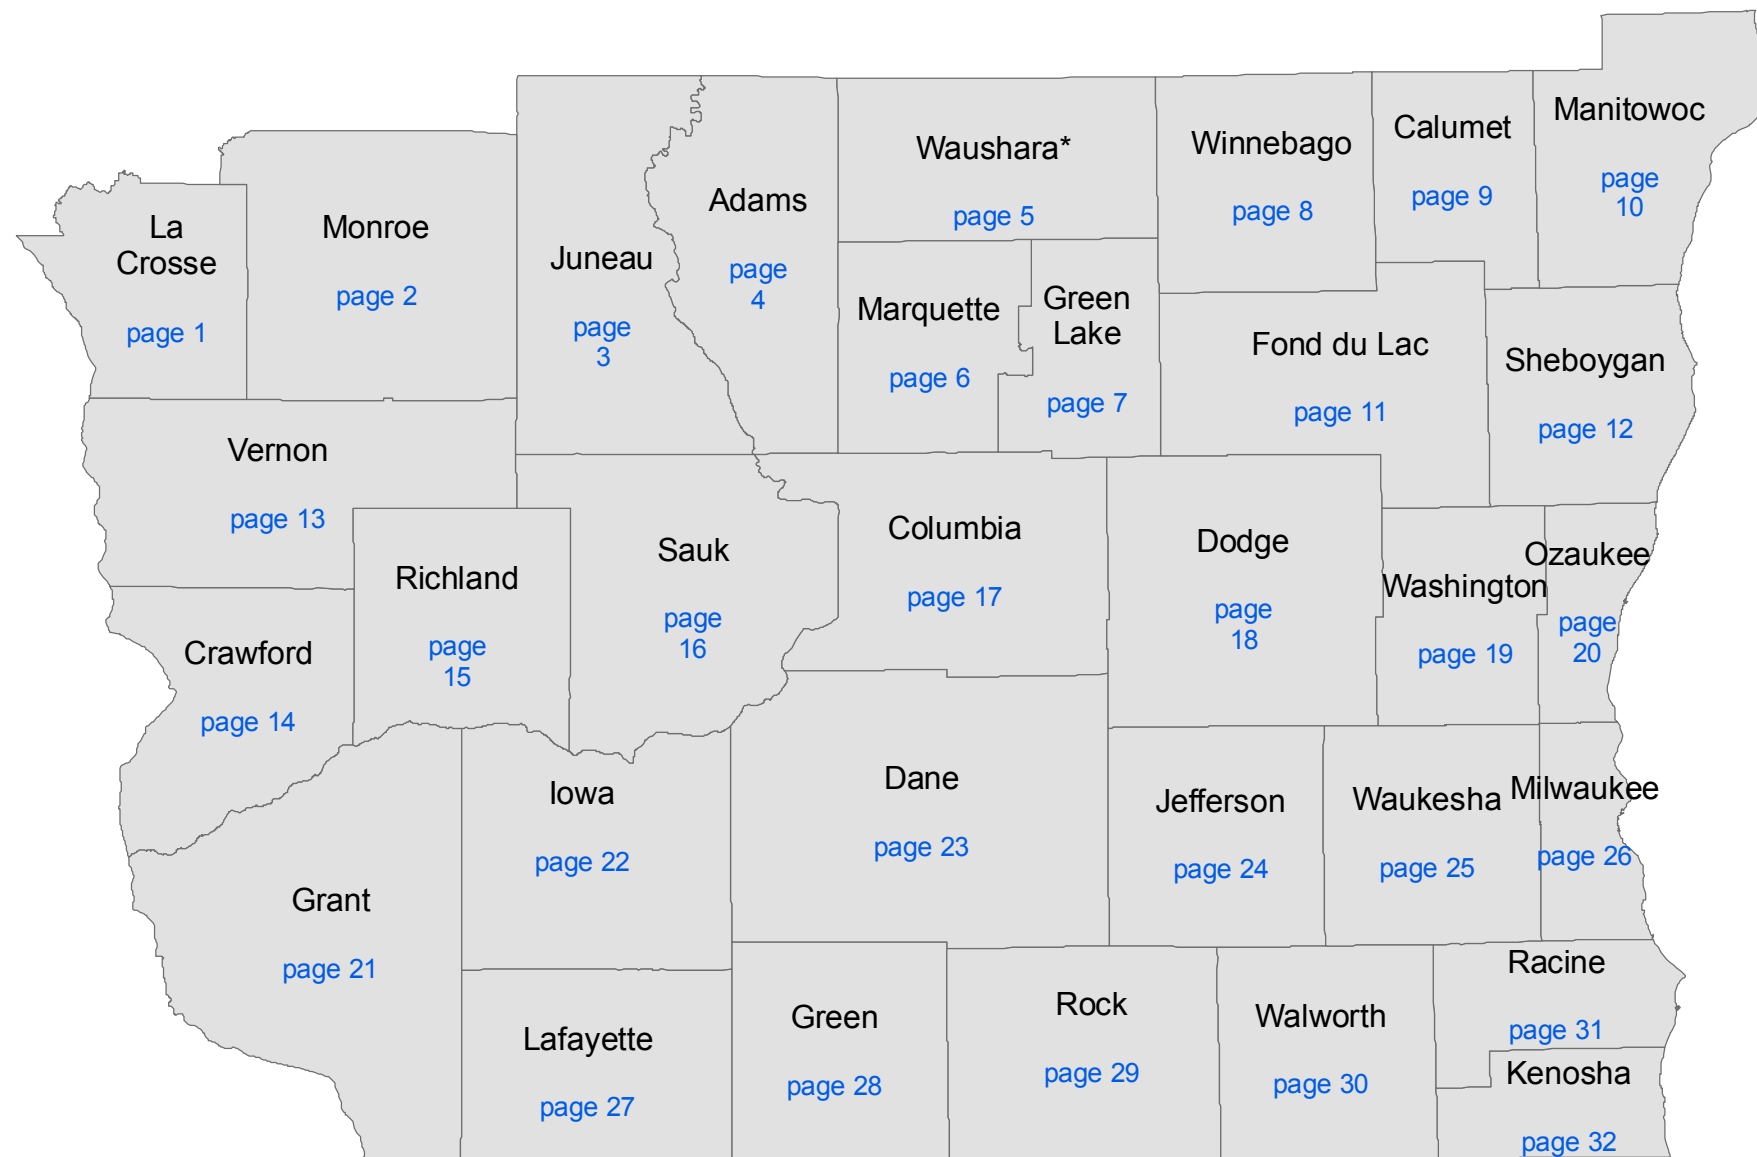 La
Crosse
page 1
Monroe
page 2
Juneau
page
3
Adams
page
4
Waushara*
page 5
Marquette
page 6
Green
Lake
page 7
Winnebago
page 8
Calumet
page 9
Manitowoc
page
10
Fond du Lac
page 11
Sheboygan
page 12
Vernon
page 13
Crawford
page 14
Richland
page
15
Sauk
page
16
Columbia
page 17
Dodge
page
18
Washington
page 19
Ozaukee
page
20
Grant
page 21
Iowa
page 22
Dane
page 23
Jefferson
page 24
Waukesha
page 25
Milwaukee
page 26
Lafayette
page 27
Green
page 28
Rock
page 29
Walworth
page 30
Racine
page 31
Kenosha
page 32